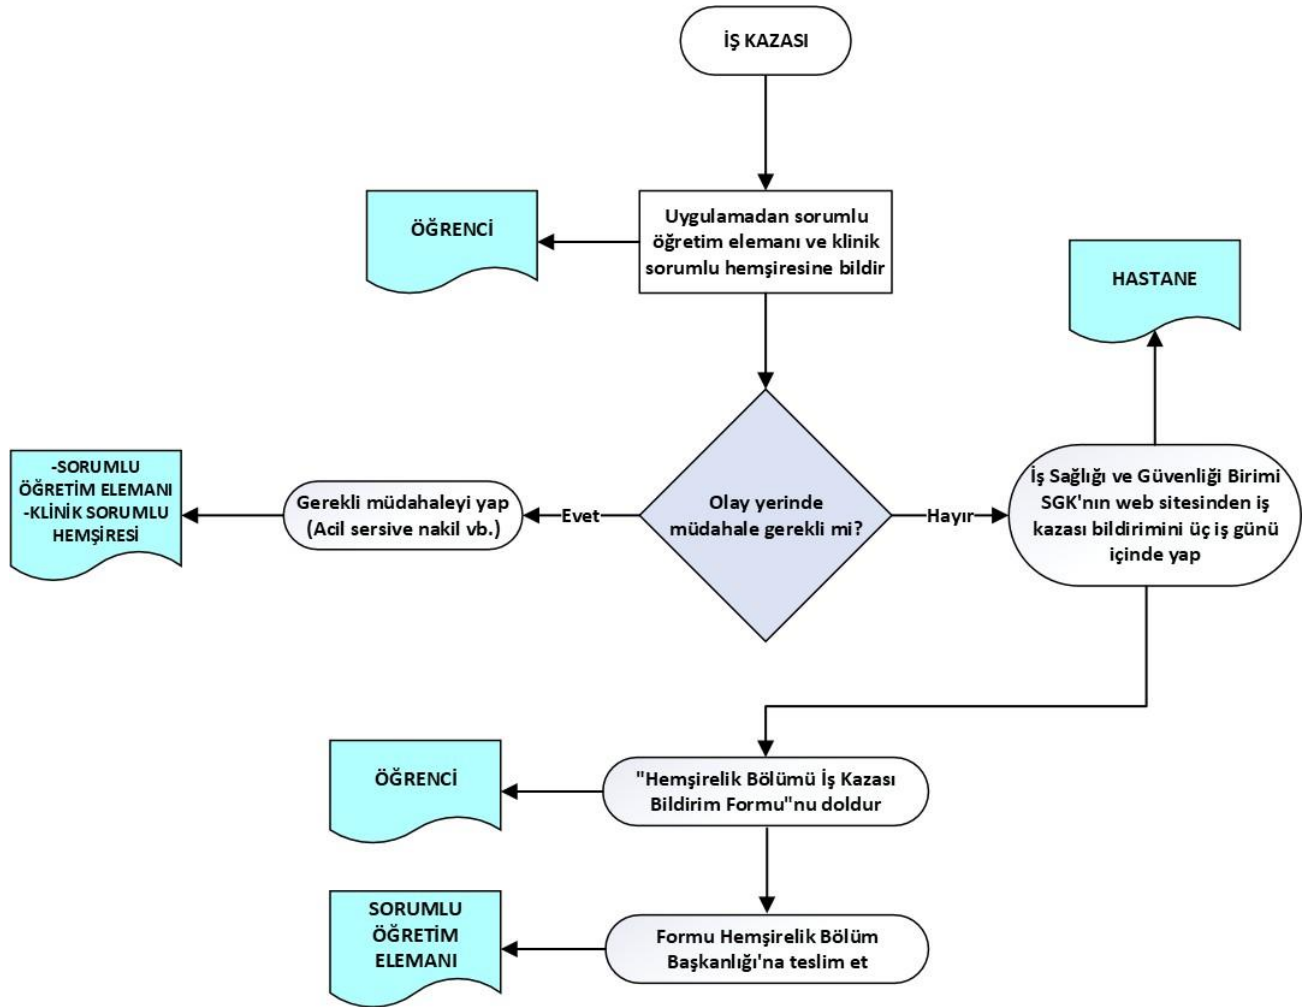 İŞ KAZASI
ÖĞRENCİ
Uygulamadan sorumlu
öğretim elemanı ve klinik
sorumlu hemşiresine bildir
HASTANE
-SORUMLU
ÖĞRETİM ELEMANI
-KLİNİK SORUMLU
HEMŞİRESİ
Gerekli müdahaleyi yap
(Acil sersive nakil vb.)
Evet
Olay yerinde
müdahale gerekli mi?
Hayır
İş Sağlığı ve Güvenliği Birimi
SGK'nın web sitesinden iş
kazası bildirimini üç iş günü
içinde yap
ÖĞRENCİ
"Hemşirelik Bölümü İş Kazası
Bildirim Formu"nu doldur
SORUMLU
ÖĞRETİM
ELEMANI
Formu Hemşirelik Bölüm
Başkanlığı'na teslim et